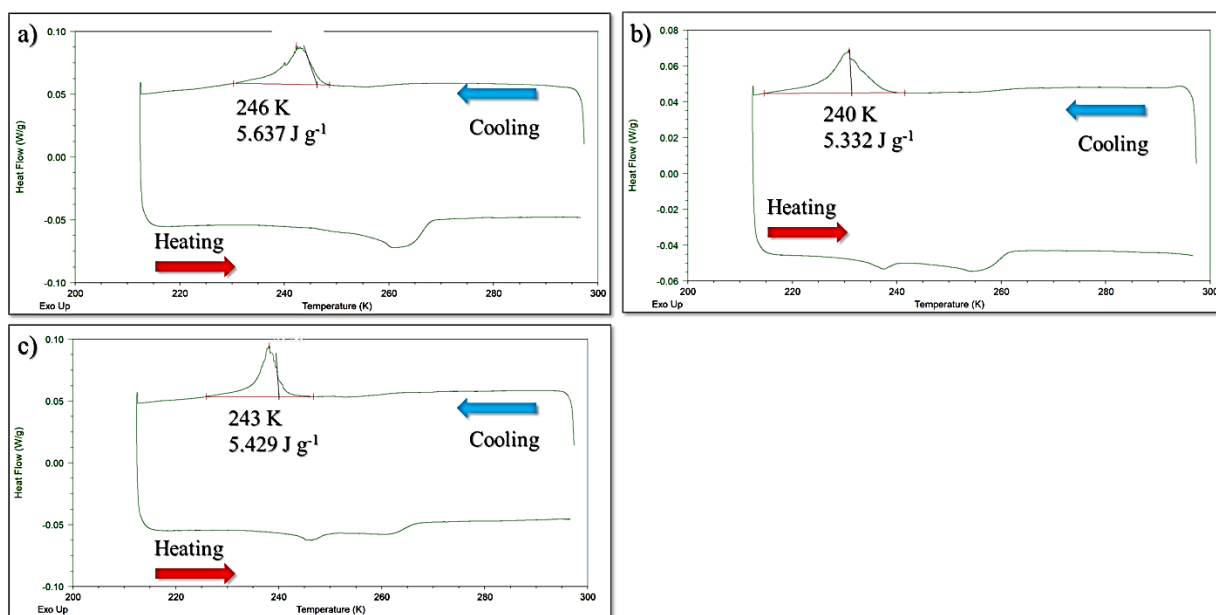 a)
0.10
0.05
0.00
-0.05
-0.10
Heat Flow (W/g)
246 K
5.637 J g-1
Cooling
Heating
200
220
240
260
280
300
Exo Up
Temperature (K)
b)
0.08
0.06
0.04
0.02
0.00
-0.02
-0.04
-0.06
Heat Flow (W/g)
240 K
5.332 J g-1
Cooling
Heating
200
220
240
260
280
300
Exo Up
Temperature (K)
c)
0.10
0.05
0.00
-0.05
-0.10
Heat Flow (W/g)
243 K
5.429 J g-1
Cooling
Heating
200
220
240
260
280
300
Exo Up
Temperature (K)